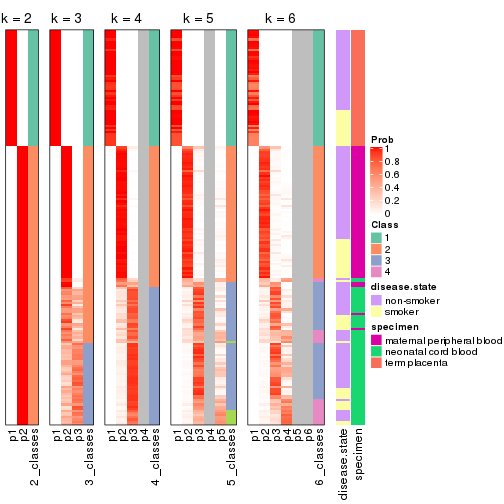 k = 2 k = 3 k = 4 k = 5 k = 6
Prob
1
0.8
0.6
0.4
0.2
0
Class
1
2
3
4
disease.state
non-smoker
smoker
specimen
maternal peripheral blood
neonatal cord blood
term placenta
p1
p2
2_classes
p1
p2
p3
3_classes
p1
p2
p3
p4
4_classes
p1
p2
p3
p4
p5
5_classes
p1
p2
p3
p4
p5
p6
6_classes
disease.state
specimen